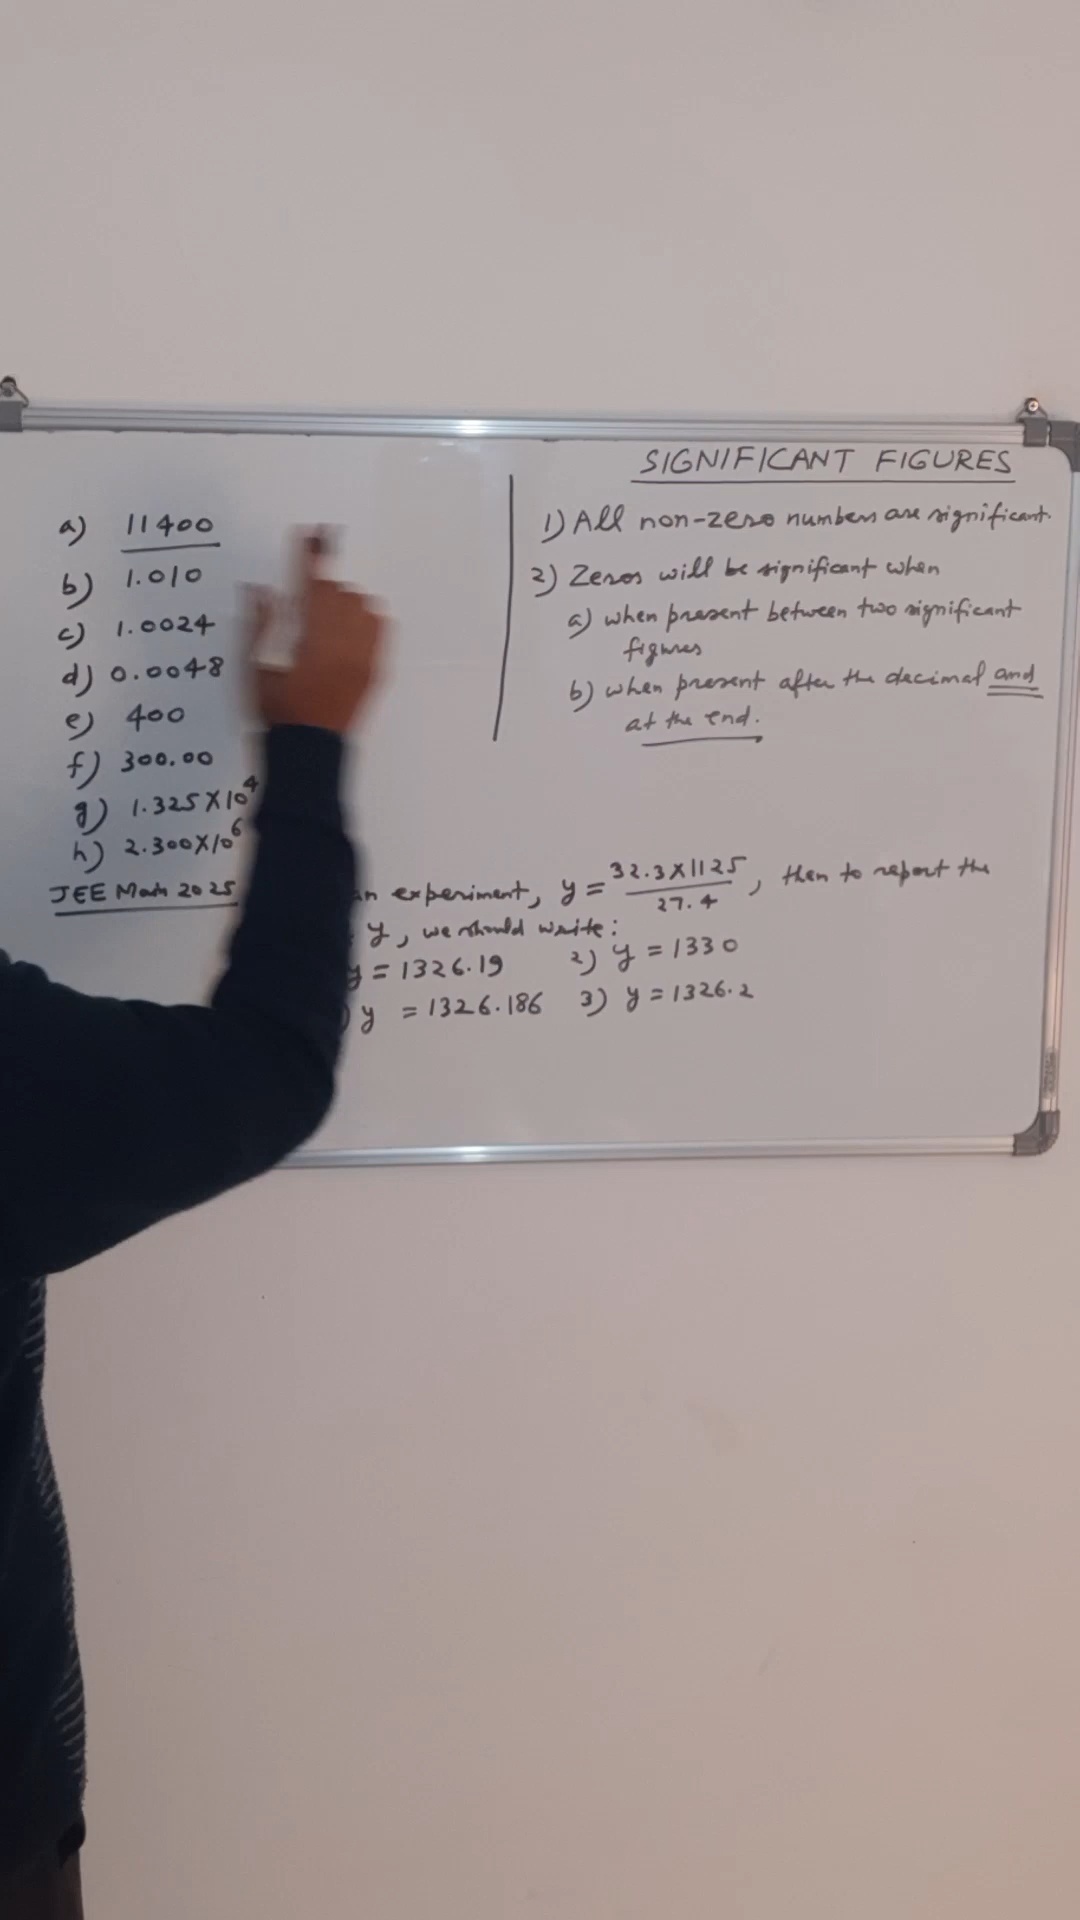 SIGNIFICANT FIGURES
a) 11400
b) 1.010
c) 1.0024
d) 0.0048
e) 400
f) 300.00
g) 1.325×10⁴
h) 2.300×10⁶
1) All non-zero numbers are significant.
2) Zeros will be significant when
a) when present between two significant
figures
b) when present after the decimal and
at the end.
JEE Main 2025 an experiment, y = 32.3×1125/27.4, then to report the
y, we should write:
y = 1326.19 2) y = 1330
) y = 1326.186 3) y = 1326.2